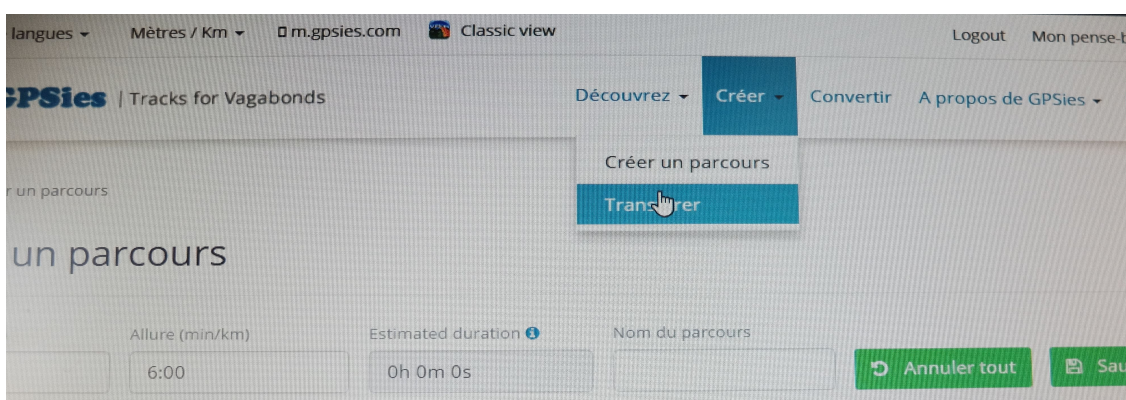 langues Mètres / Km m.gpsies.com Classic view Logout Mon pense-b
GPSies | Tracks for Vagabonds Découvrez Créer Convertir A propos de GPSies
Créer un parcours
r un parcours
un parcours
Allure (min/km) Estimated duration Nom du parcours
6:00 0h 0m 0s Annuler tout Sau